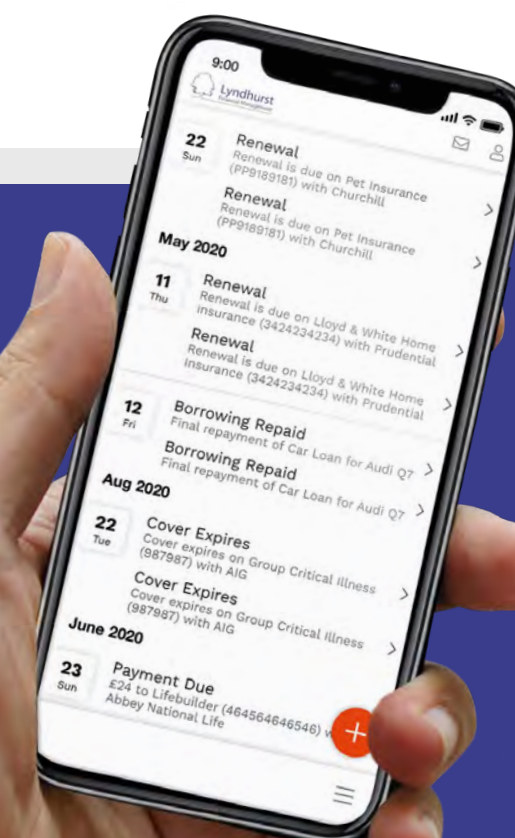 9:00
Lyndhurst
Financial Management
22
Sun
Renewal
Renewal is due on Pet Insurance
(PP9189181) with Churchill
Renewal
Renewal is due on Pet Insurance
(PP9189181) with Churchill
May 2020
11
Thu
Renewal
Renewal is due on Lloyd & White Home
Insurance (3424234234) with Prudential
Renewal
Renewal is due on Lloyd & White Home
Insurance (3424234234) with Prudential
12
Fri
Borrowing Repaid
Final repayment of Car Loan for Audi Q7
Borrowing Repaid
Final repayment of Car Loan for Audi Q7
Aug 2020
22
Tue
Cover Expires
Cover expires on Group Critical Illness
(987987) with AIG
Cover Expires
Cover expires on Group Critical Illness
(987987) with AIG
June 2020
23
Sun
Payment Due
£24 to Lifebuilder (464564646546) w
Abbey National Life